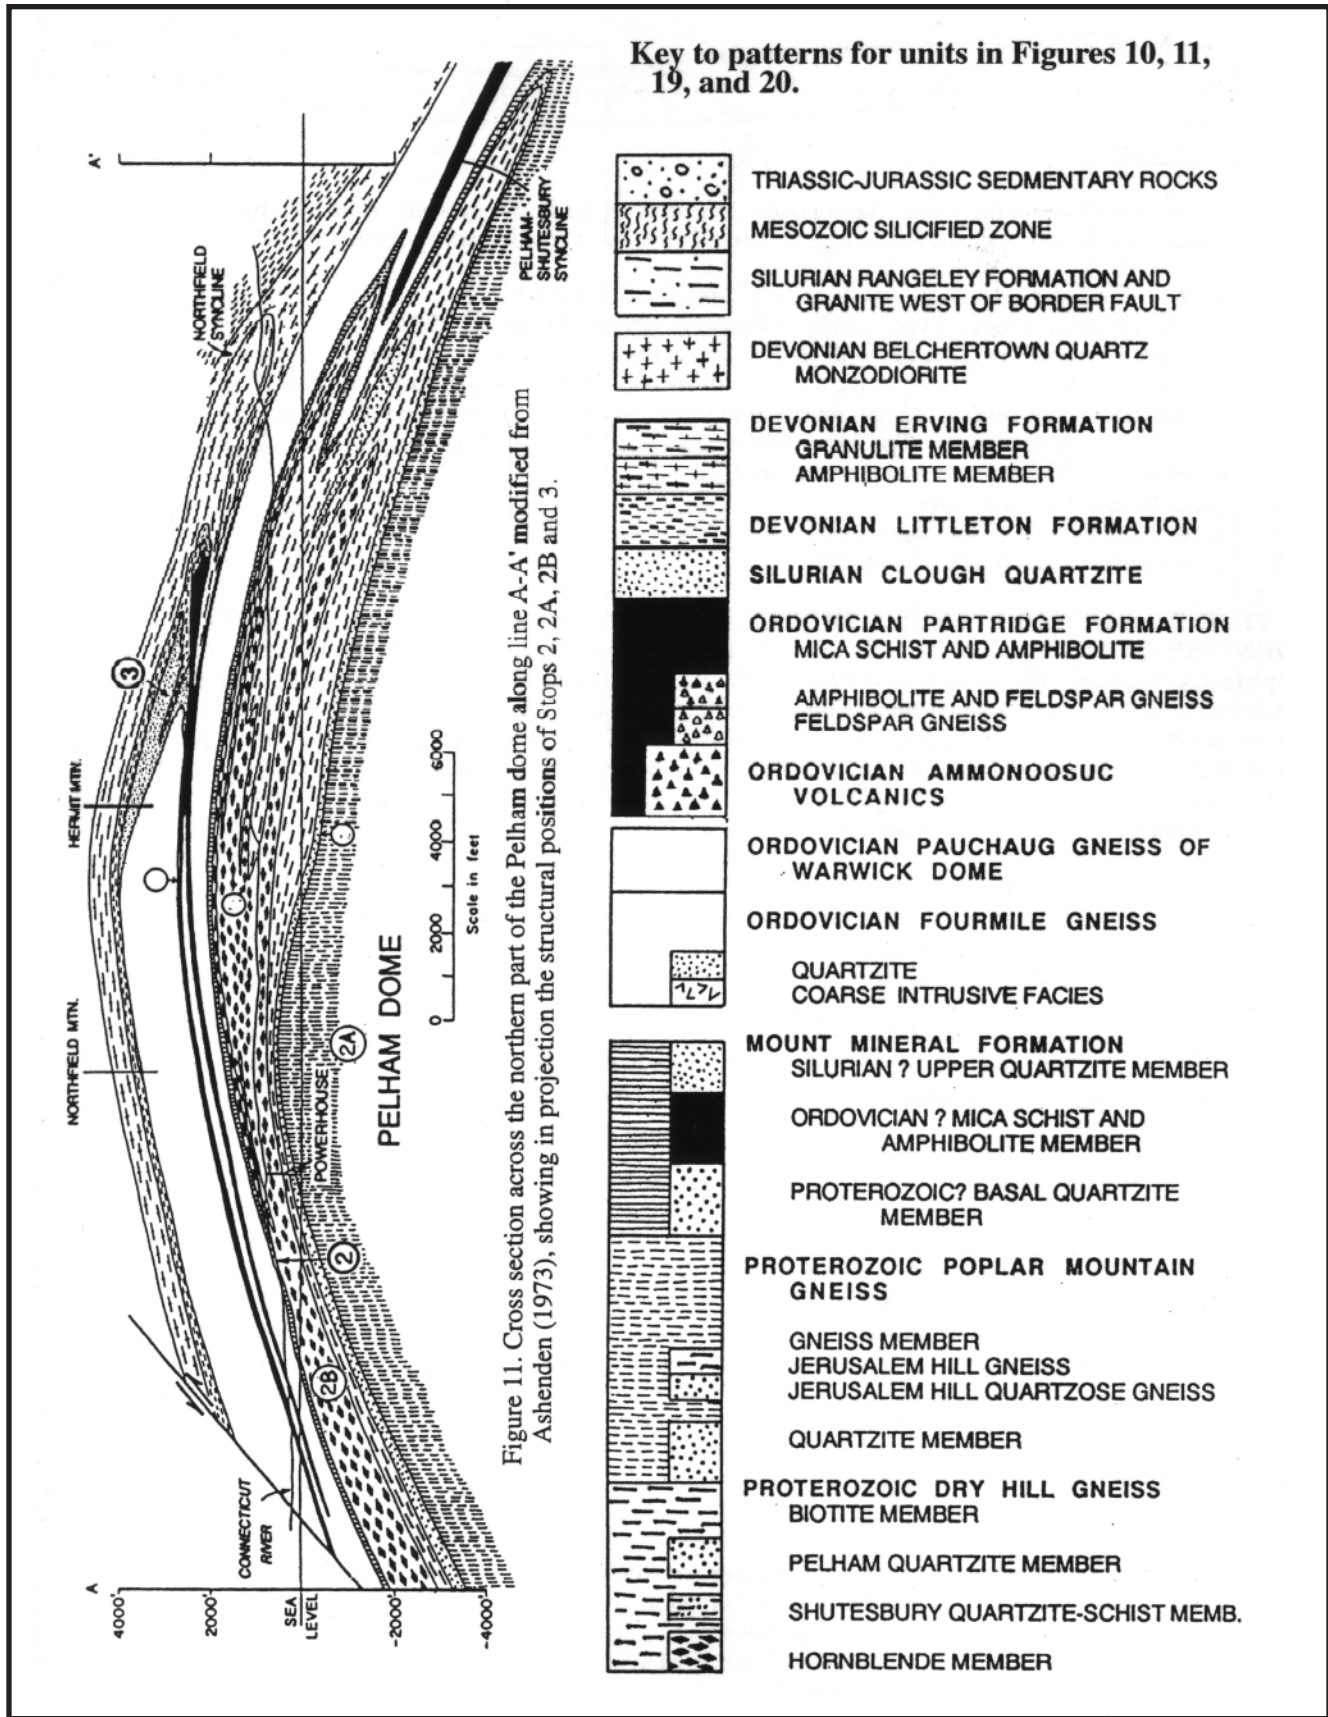 Key to patterns for units in Figures 10, 11,
19, and 20.
TRIASSIC-JURASSIC SEDMENTARY ROCKS
MESOZOIC SILICIFIED ZONE
SILURIAN RANGELEY FORMATION AND
GRANITE WEST OF BORDER FAULT
DEVONIAN BELCHERTOWN QUARTZ
MONZODIORITE
DEVONIAN ERVING FORMATION
GRANULITE MEMBER
AMPHIBOLITE MEMBER
DEVONIAN LITTLETON FORMATION
SILURIAN CLOUGH QUARTZITE
ORDOVICIAN PARTRIDGE FORMATION
MICA SCHIST AND AMPHIBOLITE
AMPHIBOLITE AND FELDSPAR GNEISS
FELDSPAR GNEISS
ORDOVICIAN AMMONOOSUC
VOLCANICS
ORDOVICIAN PAUCHAUG GNEISS OF
WARWICK DOME
ORDOVICIAN FOURMILE GNEISS
QUARTZITE
COARSE INTRUSIVE FACIES
MOUNT MINERAL FORMATION
SILURIAN ? UPPER QUARTZITE MEMBER
ORDOVICIAN ? MICA SCHIST AND
AMPHIBOLITE MEMBER
PROTEROZOIC? BASAL QUARTZITE
MEMBER
PROTEROZOIC POPLAR MOUNTAIN
GNEISS
GNEISS MEMBER
JERUSALEM HILL GNEISS
JERUSALEM HILL QUARTZOSE GNEISS
QUARTZITE MEMBER
PROTEROZOIC DRY HILL GNEISS
BIOTITE MEMBER
PELHAM QUARTZITE MEMBER
SHUTESBURY QUARTZITE-SCHIST MEMB.
HORNBLENDE MEMBER
A
4000'
2000'
SEA
LEVEL
-2000'
-4000'
CONNECTICUT
RIVER
NORTHFIELD MTN.
HERMIT MTN.
NORTHFIELD
SYNCLINE
A'
PELHAM-
SHUTESBURY
SYNCLINE
POWERHOUSE
2B
2
2A
3
PELHAM DOME
0
2000
4000
6000
Scale in feet
Figure 11. Cross section across the northern part of the Pelham dome along line A-A' modified from
Ashenden (1973), showing in projection the structural positions of Stops 2, 2A, 2B and 3.